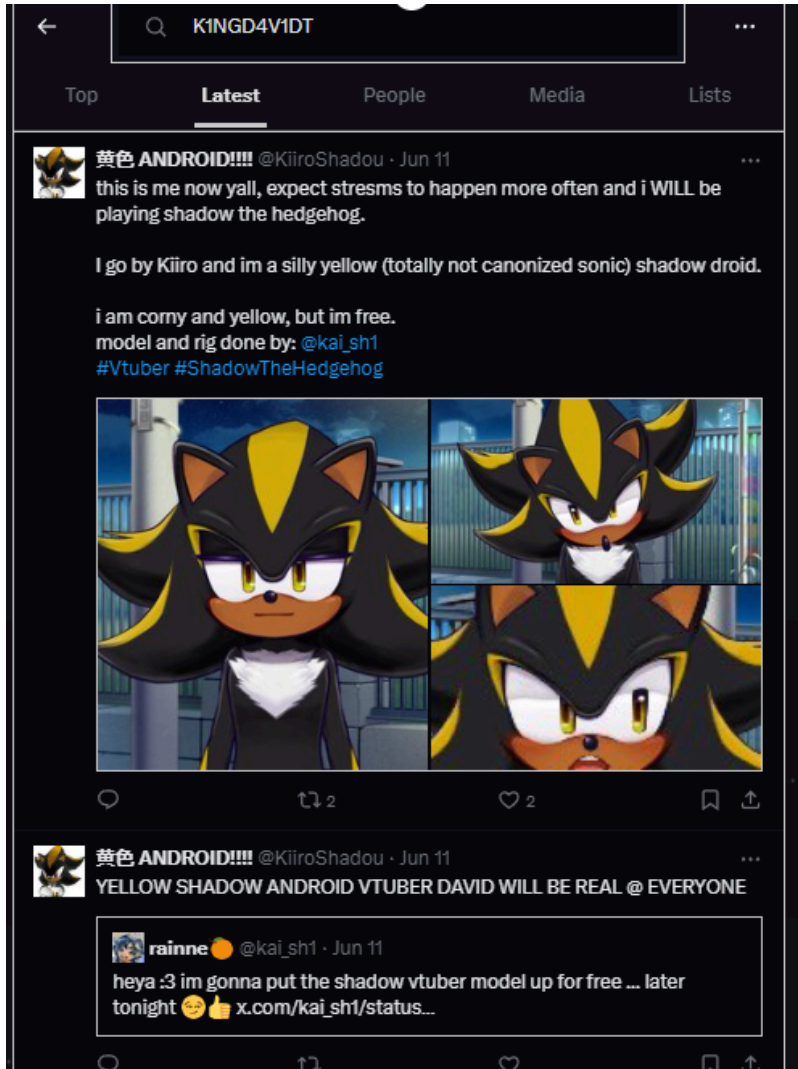 K1NGD4V1DT
Top Latest People Media Lists
黄色 ANDROID!!!! @KiiroShadou · Jun 11
this is me now yall, expect stresms to happen more often and i WILL be
playing shadow the hedgehog.
I go by Kiiro and im a silly yellow (totally not canonized sonic) shadow droid.
i am corny and yellow, but im free.
model and rig done by: @kai_sh1
#Vtuber #ShadowTheHedgehog
2 2
黄色 ANDROID!!!! @KiiroShadou · Jun 11
YELLOW SHADOW ANDROID VTUBER DAVID WILL BE REAL @ EVERYONE
rainne🍊 @kai_sh1 · Jun 11
heya :3 im gonna put the shadow vtuber model up for free ... later
tonight 😏👍 x.com/kai_sh1/status...